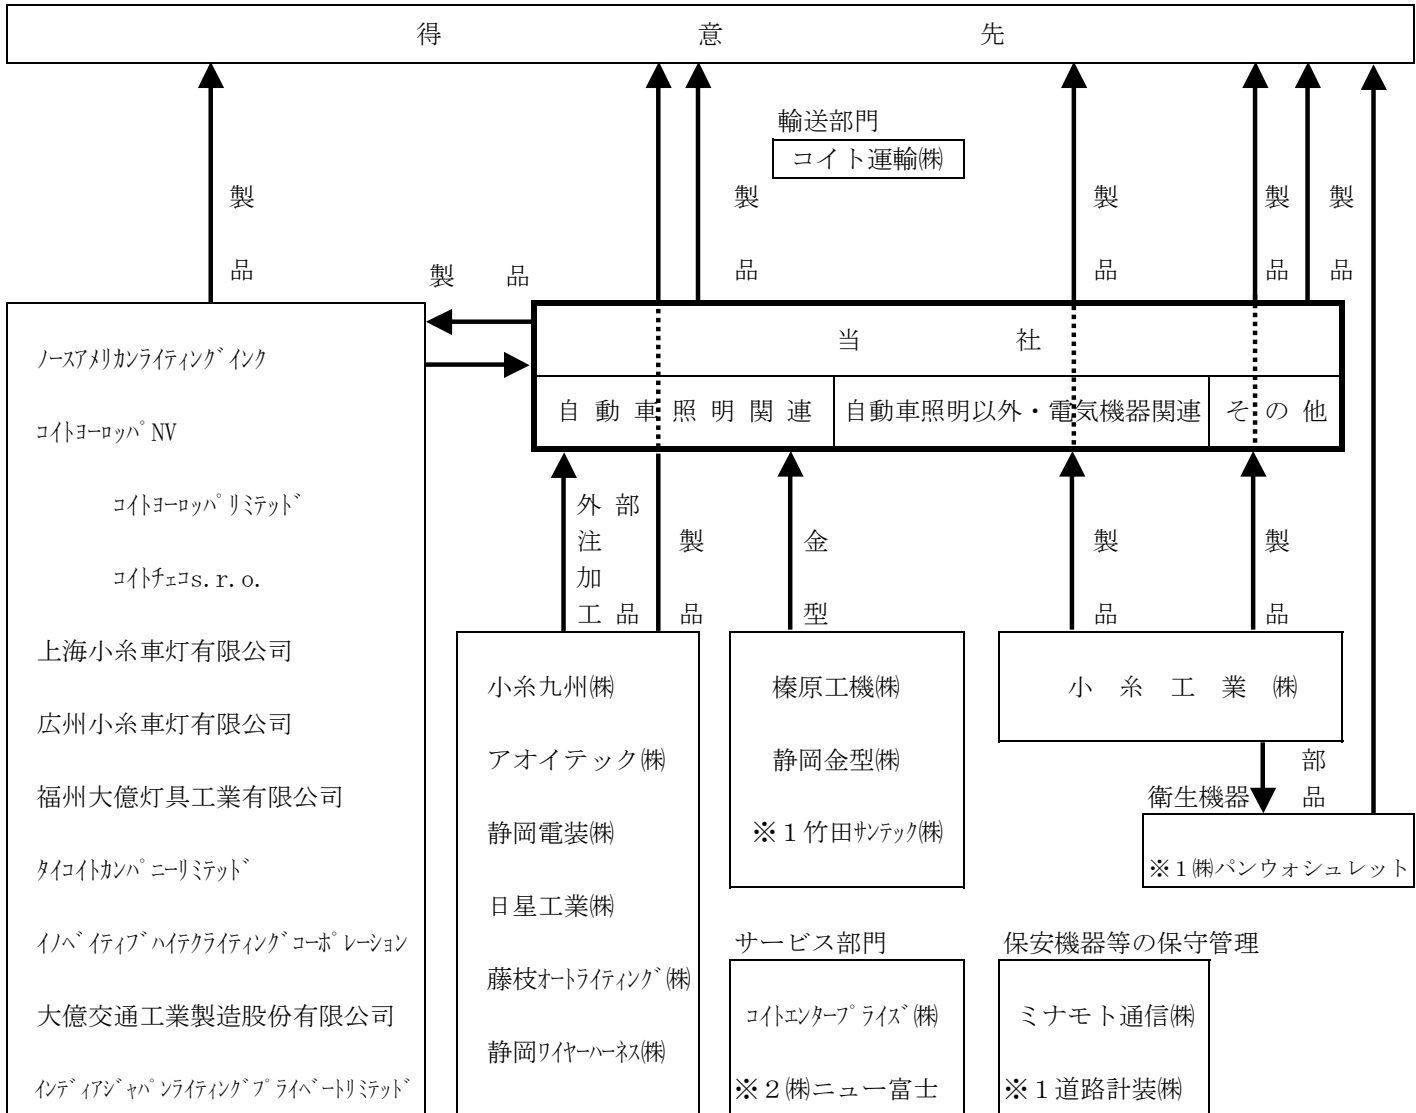 得意先
輸送部門
コイト運輸㈱
製品
製品
製品
製品
製品
製品
当社
自動車照明関連
自動車照明以外・電気機器関連
その他
ノースアメリカンライティングインク
コイトヨーロッパNV
コイトヨーロッパリミテッド
コイトチェコs.r.o.
上海小糸車灯有限公司
広州小糸車灯有限公司
福州大億灯具工業有限公司
タイコイトカンパニーリミテッド
イノベイティブハイテクライティングコーポレーション
大億交通工業製造股份有限公司
インディアジャパンライティングプライベートリミテッド
外注加工
部品
製品
金型
製品
製品
小糸九州㈱
アオイテック㈱
静岡電装㈱
日星工業㈱
藤枝オートライティング㈱
静岡ワイヤーハーネス㈱
榛原工機㈱
静岡金型㈱
※1竹田サンテック㈱
小糸工業㈱
部品
衛生機器
※1㈱パンウォシュレット
サービス部門
コイトエンタープライズ㈱
※2㈱ニュー富士
保安機器等の保守管理
ミナモト通信㈱
※1道路計装㈱